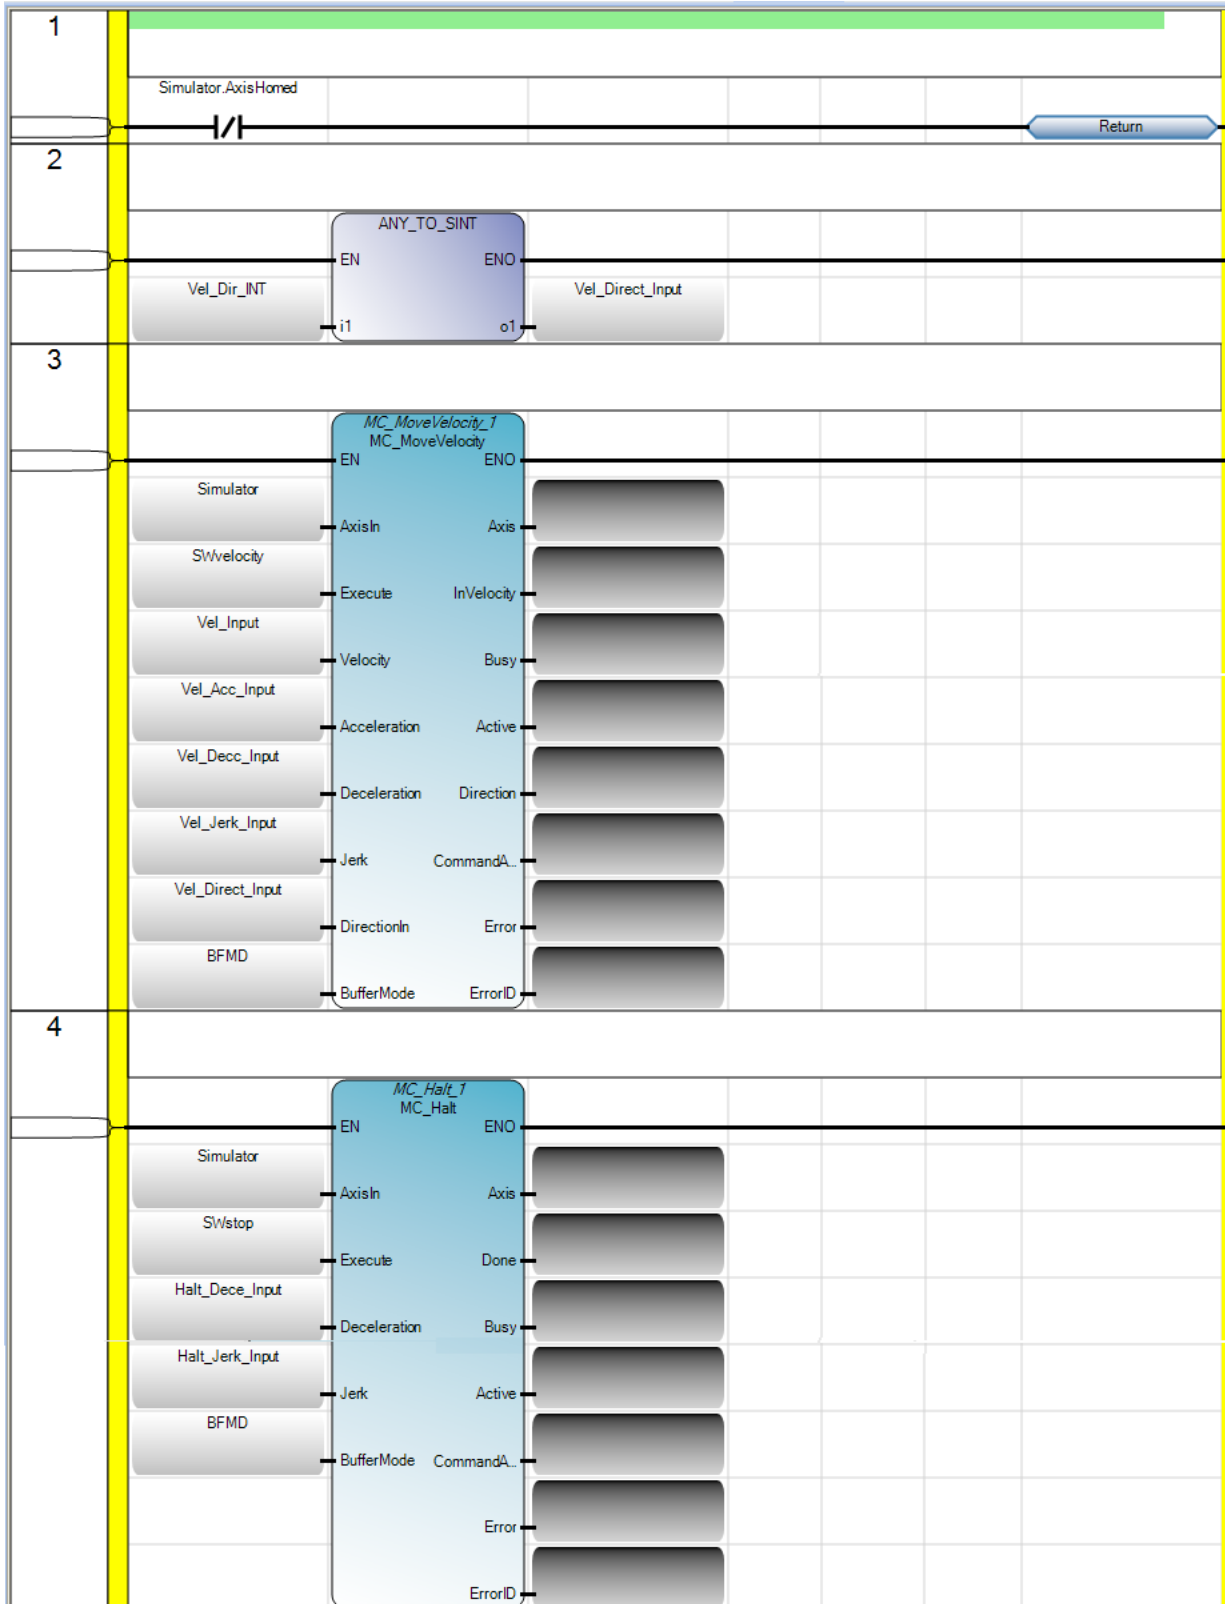 1
Simulator.AxisHomed
Return
2
ANY_TO_SINT
EN ENO
Vel_Dir_INT Vel_Direct_Input
i1 o1
3
MC_MoveVelocity_1
MC_MoveVelocity
EN ENO
Simulator
AxisIn Axis
SWvelocity
Execute InVelocity
Vel_Input
Velocity Busy
Vel_Acc_Input
Acceleration Active
Vel_Decc_Input
Deceleration Direction
Vel_Jerk_Input
Jerk CommandA...
Vel_Direct_Input
DirectionIn Error
BFMD
BufferMode ErrorID
4
MC_Halt_1
MC_Halt
EN ENO
Simulator
AxisIn Axis
SWstop
Execute Done
Halt_Dece_Input
Deceleration Busy
Halt_Jerk_Input
Jerk Active
BFMD
BufferMode CommandA...
Error
ErrorID